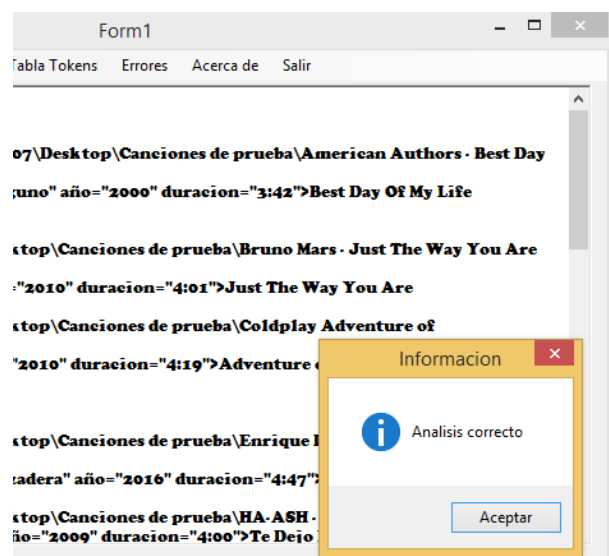 Form1
Tabla Tokens Errores Acerca de Salir
07\Desktop\Canciones de prueba\American Authors - Best Day
guno" año="2000" duracion="3:42">Best Day Of My Life
ktop\Canciones de prueba\Bruno Mars - Just The Way You Are
="2010" duracion="4:01">Just The Way You Are
ktop\Canciones de prueba\Coldplay Adventure of
"2010" duracion="4:19">Adventure
ktop\Canciones de prueba\Enrique
zadera" año="2016" duracion="4:47">
ktop\Canciones de prueba\HA-ASH -
ño="2009" duracion="4:00">Te Dejo
Informacion
Analisis correcto
Aceptar